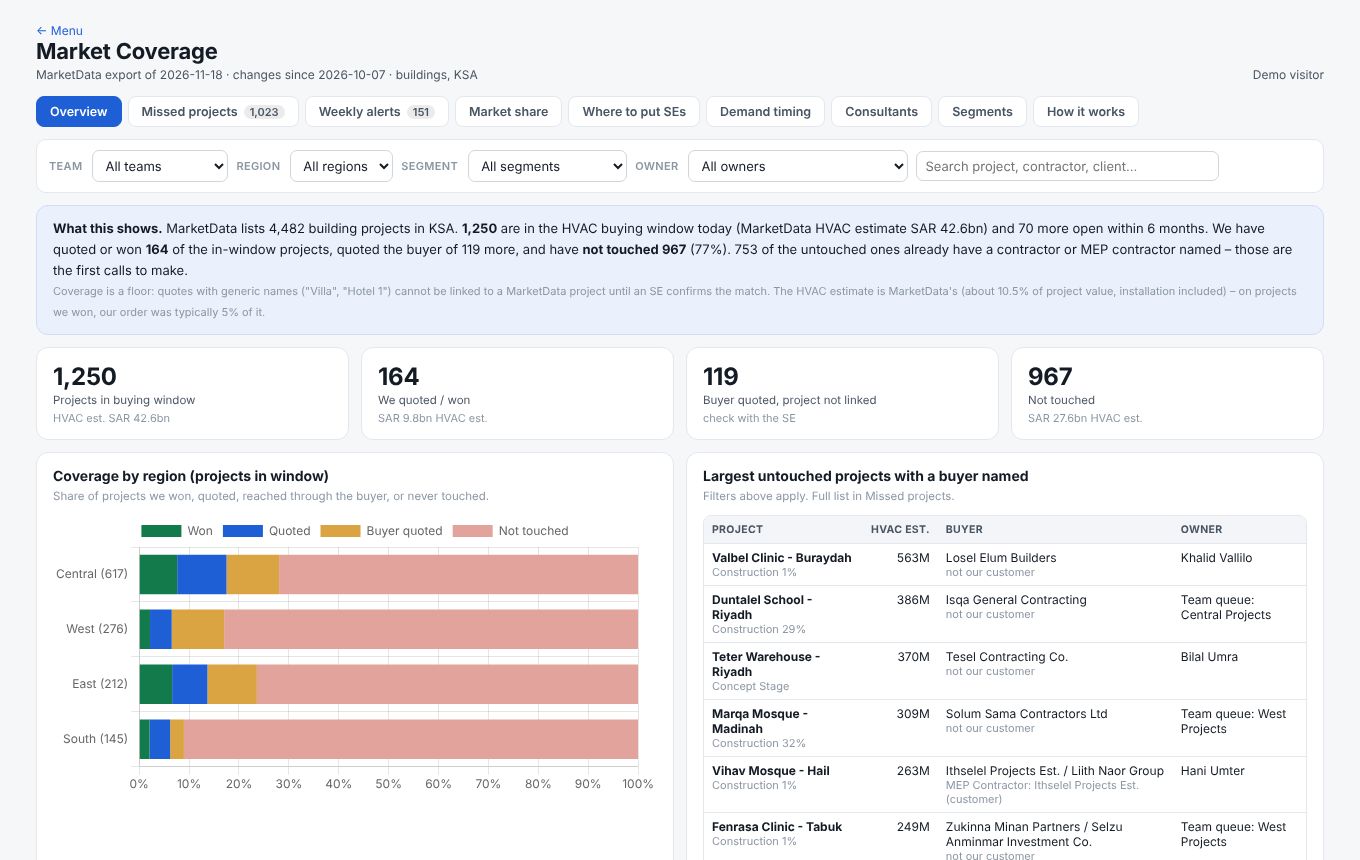 ← Menu
Market Coverage
MarketData export of 2026-11-18 · changes since 2026-10-07 · buildings, KSA
Demo visitor
Overview
Missed projects 1,023
Weekly alerts 151
Market share
Where to put SEs
Demand timing
Consultants
Segments
How it works
TEAM All teams REGION All regions SEGMENT All segments OWNER All owners Search project, contractor, client...
What this shows. MarketData lists 4,482 building projects in KSA. 1,250 are in the HVAC buying window today (MarketData HVAC estimate SAR 42.6bn) and 70 more open within 6 months. We have
quoted or won 164 of the in-window projects, quoted the buyer of 119 more, and have not touched 967 (77%). 753 of the untouched ones already have a contractor or MEP contractor named – those are
the first calls to make.
Coverage is a floor: quotes with generic names ("Villa", "Hotel 1") cannot be linked to a MarketData project until an SE confirms the match. The HVAC estimate is MarketData's (about 10.5% of project value, installation included) – on projects
we won, our order was typically 5% of it.
1,250
Projects in buying window
HVAC est. SAR 42.6bn
164
We quoted / won
SAR 9.8bn HVAC est.
119
Buyer quoted, project not linked
check with the SE
967
Not touched
SAR 27.6bn HVAC est.
Coverage by region (projects in window)
Share of projects we won, quoted, reached through the buyer, or never touched.
Won Quoted Buyer quoted Not touched
Central (617)
West (276)
East (212)
South (145)
0% 10% 20% 30% 40% 50% 60% 70% 80% 90% 100%
Largest untouched projects with a buyer named
Filters above apply. Full list in Missed projects.
PROJECT HVAC EST. BUYER OWNER
Valbel Clinic - Buraydah 563M Losel Elum Builders Khalid Vallilo
Construction 1% not our customer
Duntalel School - 386M Isqa General Contracting Team queue:
Riyadh not our customer Central Projects
Construction 29%
Teter Warehouse - 370M Tesel Contracting Co. Bilal Umra
Riyadh not our customer
Concept Stage
Marqa Mosque - 309M Solum Sama Contractors Ltd Team queue: West
Madinah not our customer Projects
Construction 32%
Vihav Mosque - Hail 263M Ithselel Projects Est. / Liith Naor Group Hani Umter
Construction 1% MEP Contractor: Ithselel Projects Est.
(customer)
Fenrasa Clinic - Tabuk 249M Zukinna Minan Partners / Selzu Team queue: West
Construction 1% Anminmar Investment Co. Projects
not our customer